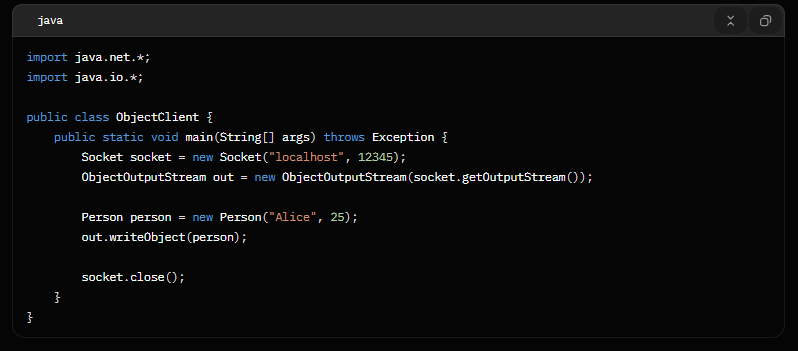 java
import java.net.*;
import java.io.*;
public class ObjectClient {
    public static void main(String[] args) throws Exception {
        Socket socket = new Socket("localhost", 12345);
        ObjectOutputStream out = new ObjectOutputStream(socket.getOutputStream());
        Person person = new Person("Alice", 25);
        out.writeObject(person);
        socket.close();
    }
}